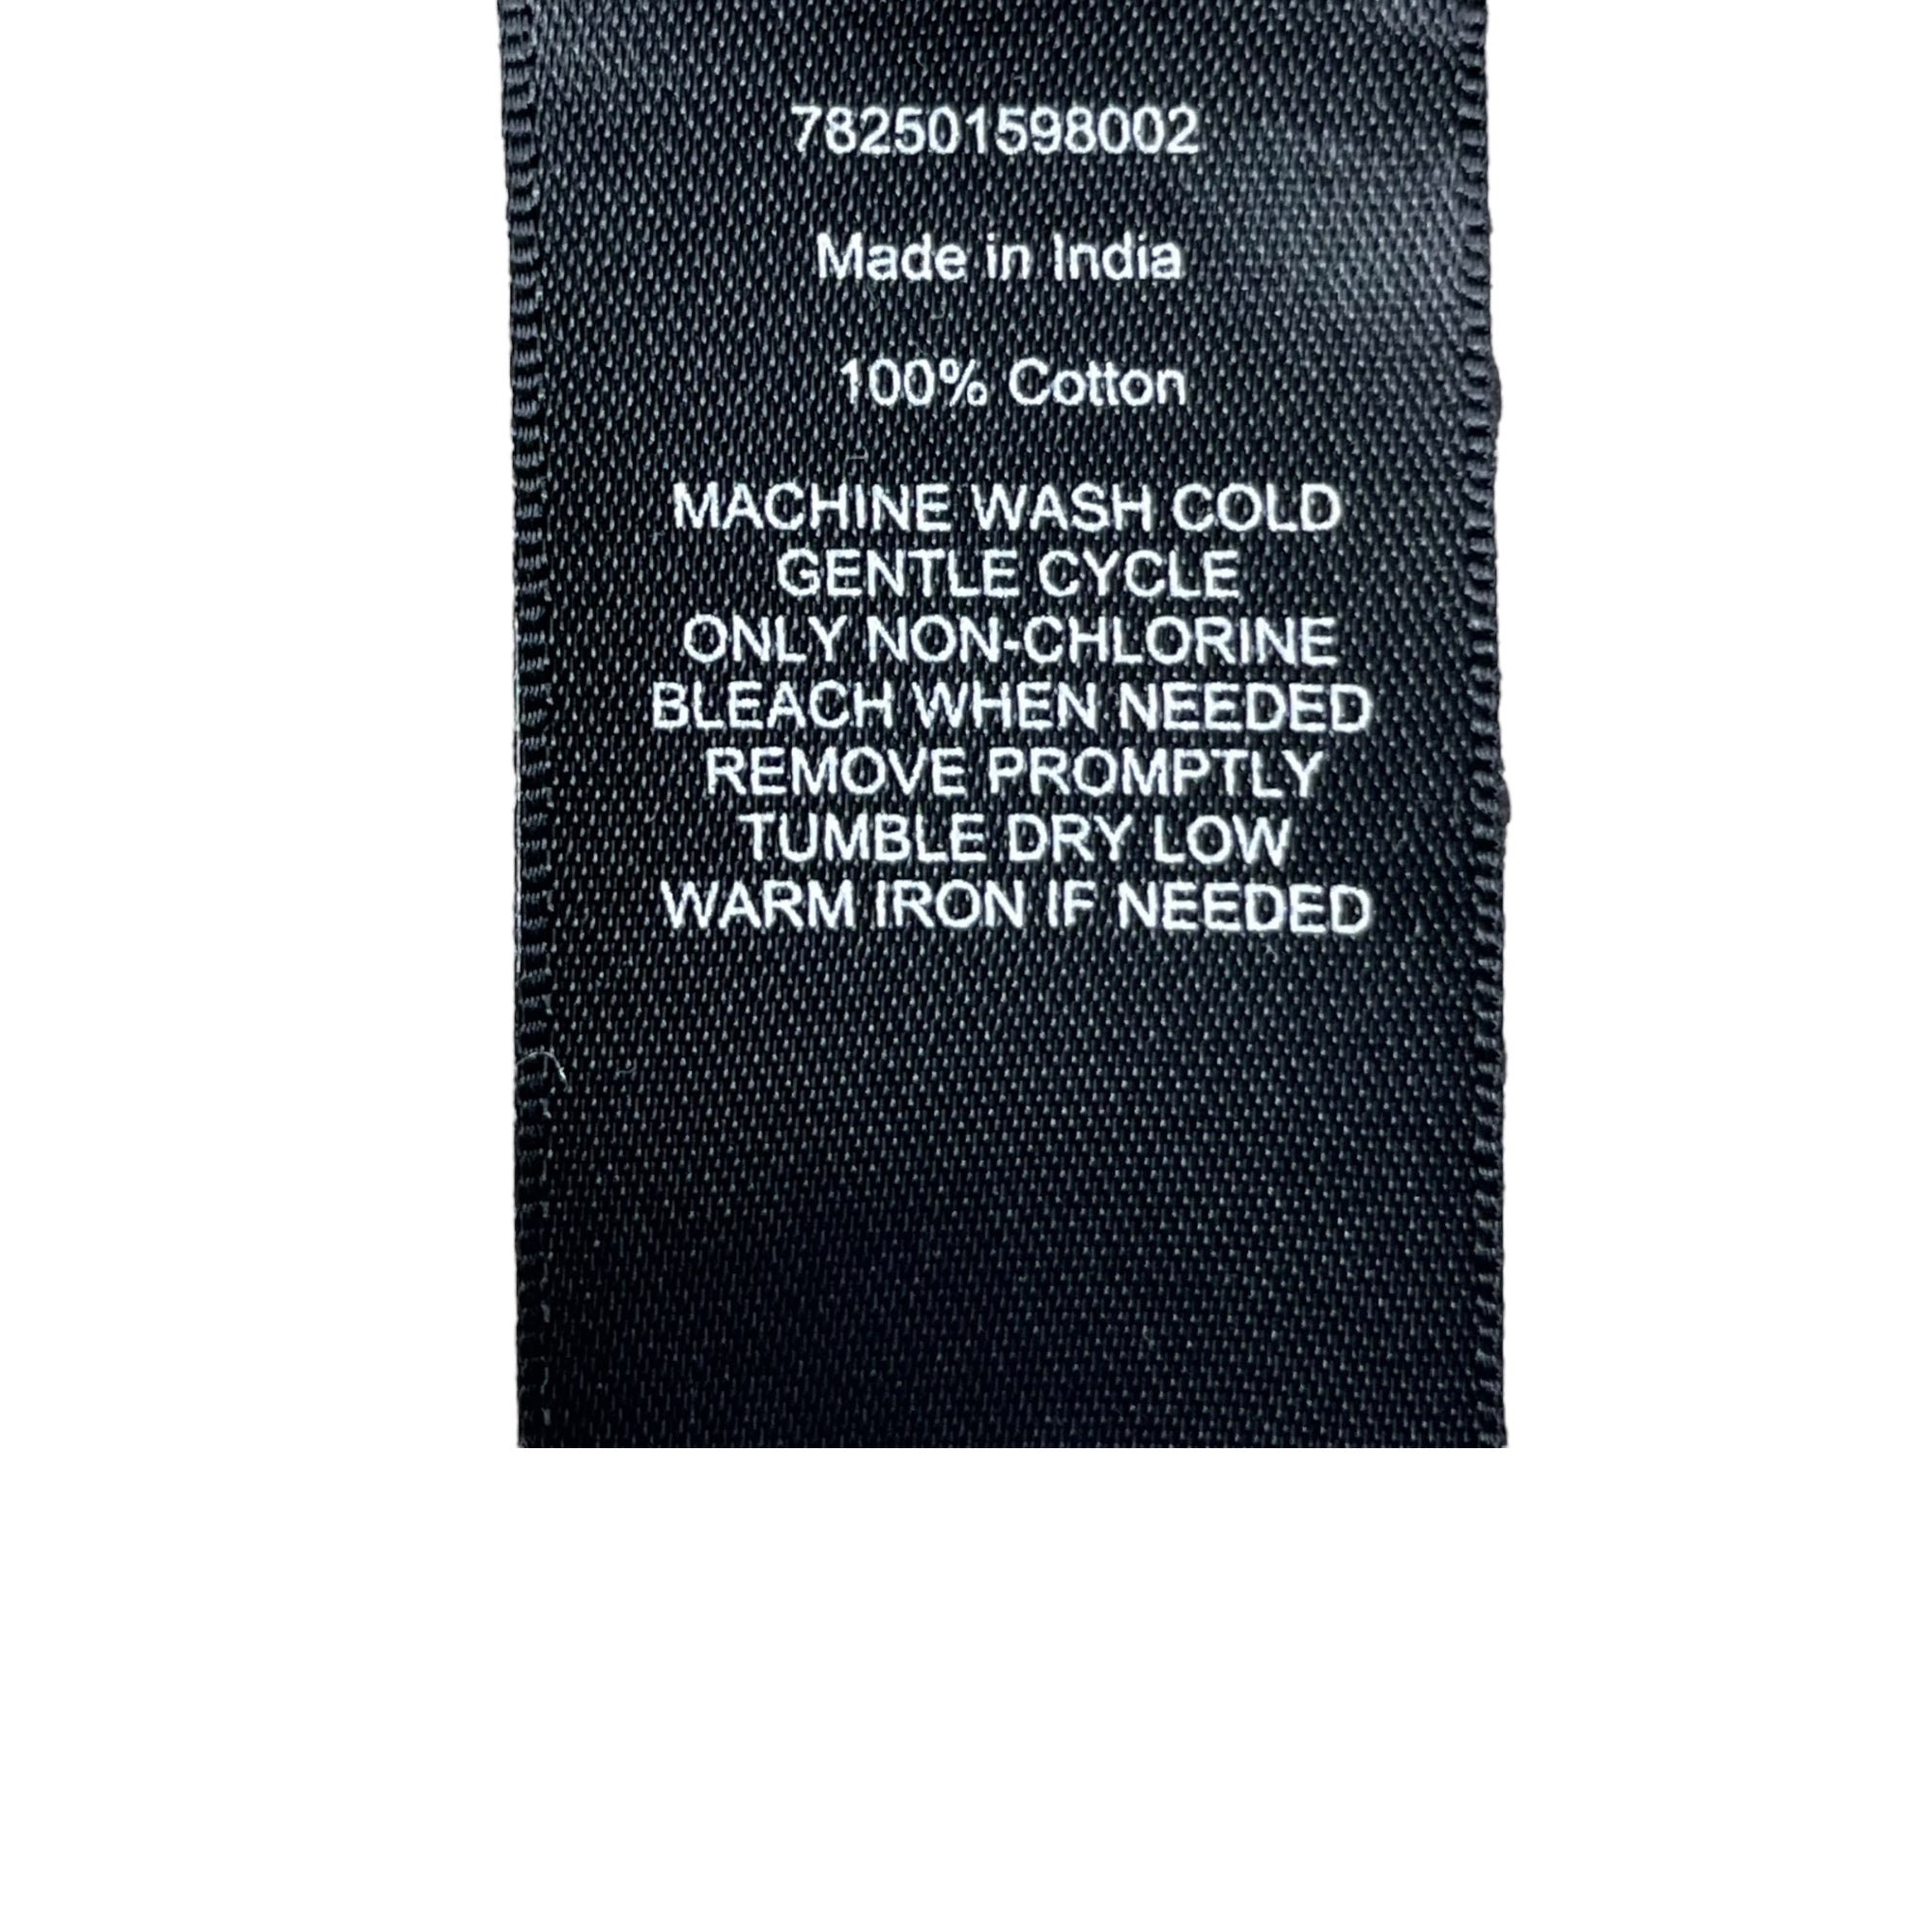 782501598002
Made in India
100% Cotton
MACHINE WASH COLD
GENTLE CYCLE
ONLY NON-CHLORINE
BLEACH WHEN NEEDED
REMOVE PROMPTLY
TUMBLE DRY LOW
WARM IRON IF NEEDED